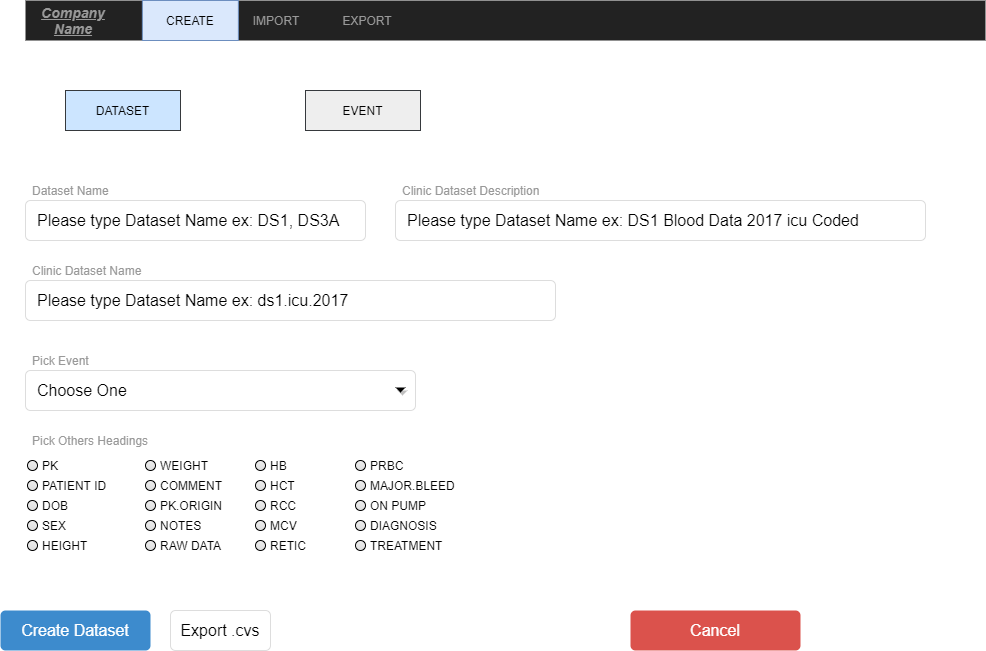 Company
Name
CREATE IMPORT EXPORT
DATASET EVENT
Dataset Name Clinic Dataset Description
Please type Dataset Name ex: DS1, DS3A Please type Dataset Name ex: DS1 Blood Data 2017 icu Coded
Clinic Dataset Name
Please type Dataset Name ex: ds1.icu.2017
Pick Event
Choose One
Pick Others Headings
PK WEIGHT HB PRBC
PATIENT ID COMMENT HCT MAJOR.BLEED
DOB PK.ORIGIN RCC ON PUMP
SEX NOTES MCV DIAGNOSIS
HEIGHT RAW DATA RETIC TREATMENT
Create Dataset Export .cvs Cancel